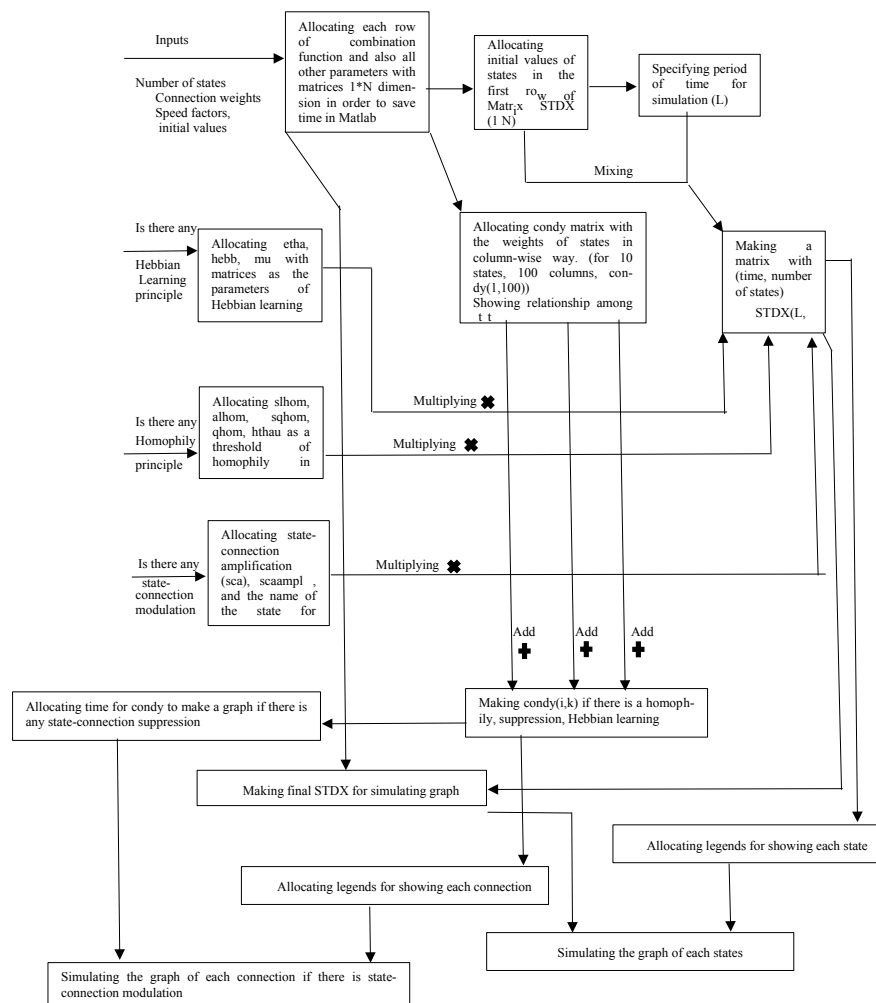 Inputs
Number of states
Connection weights
Speed factors,
initial values
Allocating each row
of combination
function and also all
other parameters with
matrices 1*N dimen-
sion in order to save
time in Matlab
Allocating
initial values of
states in the
first row of
Matrix STDX
(1 N)
Specifying period
of time for
simulation (L)
Mixing
Is there any
Hebbian
Learning
principle
Allocating etha,
hebb, mu with
matrices as the
parameters of
Hebbian learning
Allocating condy matrix with
the weights of states in
column-wise way. (for 10
states, 100 columns, con-
dy(1,100))
Showing relationship among
t t
Making a
matrix with
(time, number
of states)
STDX(L,
Multiplying
Is there any
Homophily
principle
Allocating slhom,
alhom, sqhom,
qhom, hthau as a
threshold of
homophily in
Multiplying
Is there any
state-
connection
modulation
Allocating state-
connection
amplification
(sca), scaampl ,
and the name of
the state for
Multiplying
Add Add Add
Allocating time for condy to make a graph if there is
any state-connection suppression
Making condy(i,k) if there is a homoph-
ily, suppression, Hebbian learning
Making final STDX for simulating graph
Allocating legends for showing each state
Allocating legends for showing each connection
Simulating the graph of each states
Simulating the graph of each connection if there is state-
connection modulation